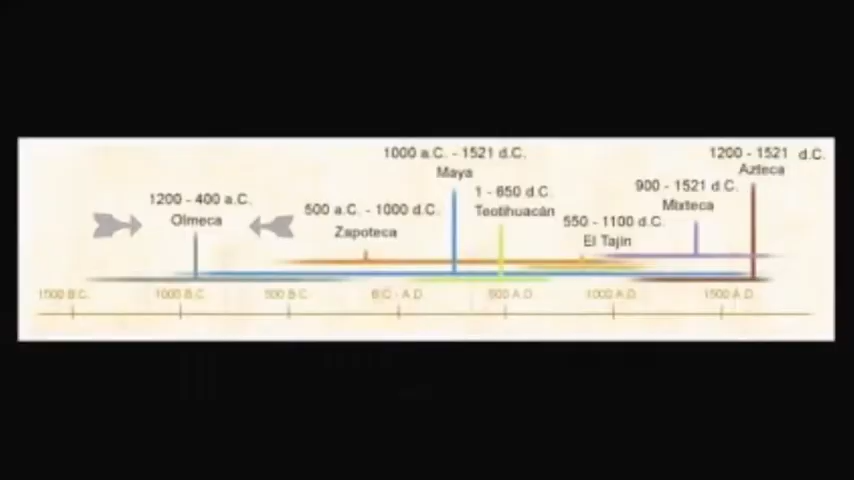 1200 - 400 a.C.
Olmeca
500 a.C. - 1000 d.C.
Zapoteca
1000 a.C. - 1521 d.C.
Maya
1 - 650 d.C.
Teotihuacán
550 - 1100 d.C.
El Tajín
900 - 1521 d.C.
Mixteca
1200 - 1521 d.C.
Azteca
1500 B.C. 1000 B.C. 500 B.C. B.C. - A.D. 500 A.D. 1000 A.D. 1500 A.D.